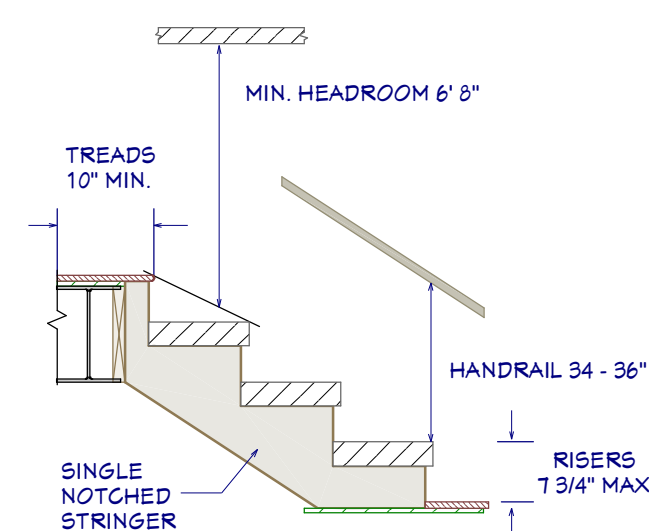 MIN. HEADROOM 6' 8"
TREADS
10" MIN.
HANDRAIL 34 - 36"
SINGLE
NOTCHED
STRINGER
RISERS
7 3/4" MAX